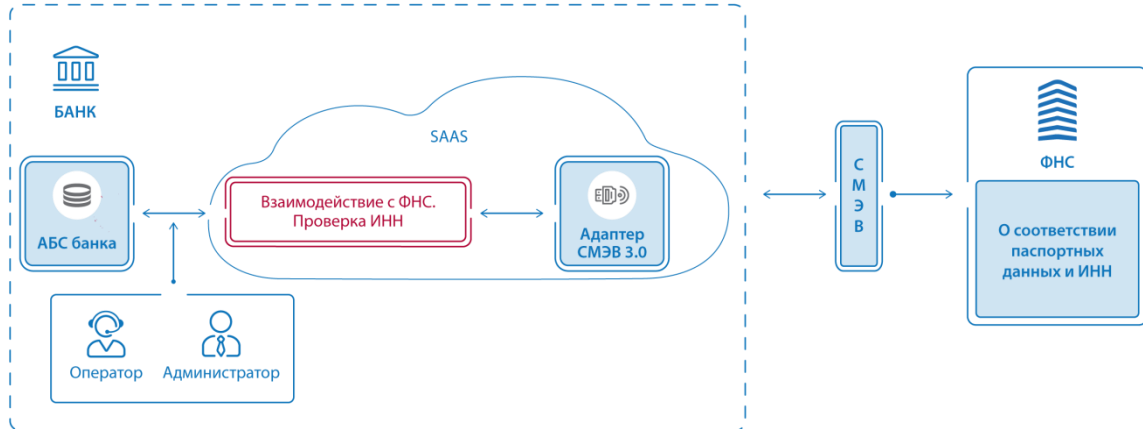 БАНК
SAAS
АБС банка
Взаимодействие с ФНС.
Проверка ИНН
Адаптер
СМЭВ 3.0
Оператор
Администратор
С
М
Э
В
ФНС
О соответствии
паспортных
данных и ИНН